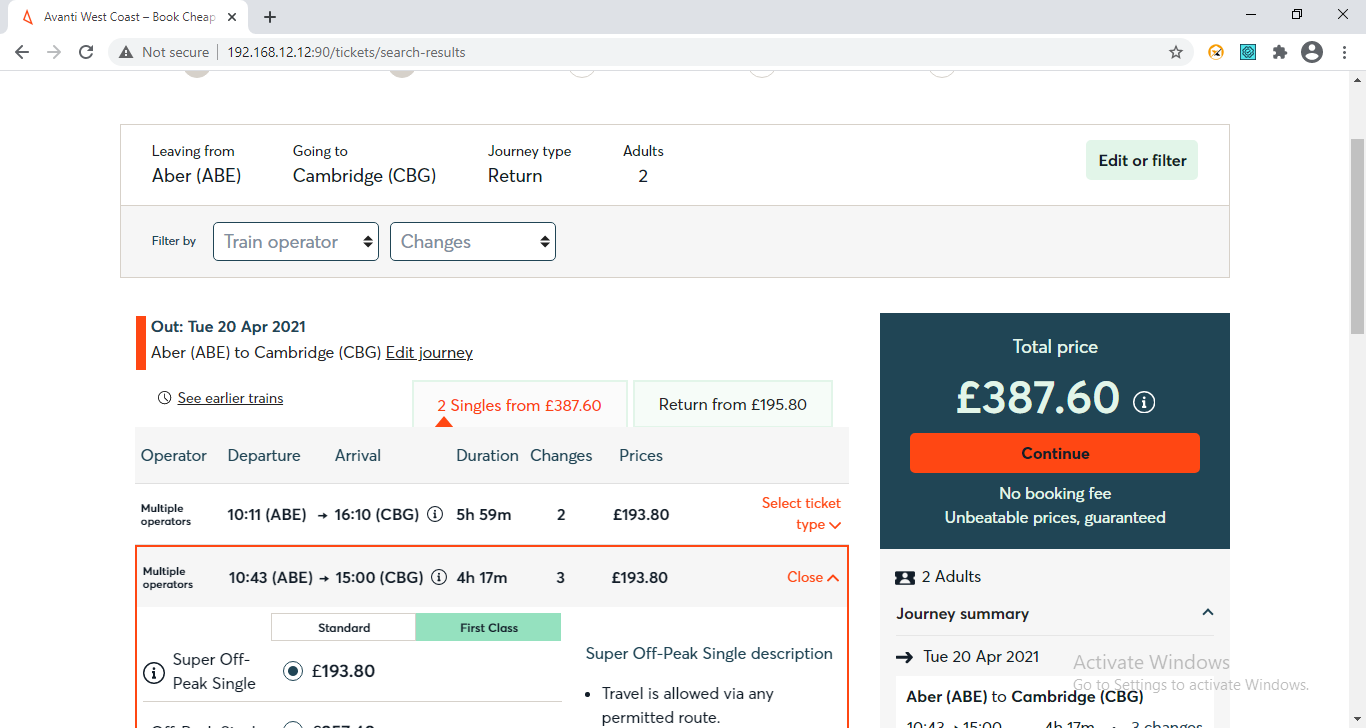 Avanti West Coast – Book Cheap
Not secure | 192.168.12.12:90/tickets/search-results
Leaving from Going to Journey type Adults
Aber (ABE) Cambridge (CBG) Return 2
Edit or filter
Filter by Train operator Changes
Out: Tue 20 Apr 2021
Aber (ABE) to Cambridge (CBG) Edit journey
See earlier trains
2 Singles from £387.60 Return from £195.80
Operator Departure Arrival Duration Changes Prices
Multiple operators 10:11 (ABE) → 16:10 (CBG) 5h 59m 2 £193.80 Select ticket type
Multiple operators 10:43 (ABE) → 15:00 (CBG) 4h 17m 3 £193.80 Close
Standard First Class
Super Off-Peak Single £193.80
Super Off-Peak Single description
• Travel is allowed via any
permitted route.
Total price
£387.60
Continue
No booking fee
Unbeatable prices, guaranteed
2 Adults
Journey summary
→ Tue 20 Apr 2021
Aber (ABE) to Cambridge (CBG)
10:43 → 15:00 4h 17m 3 changes
Activate Windows
Go to Settings to activate Windows.